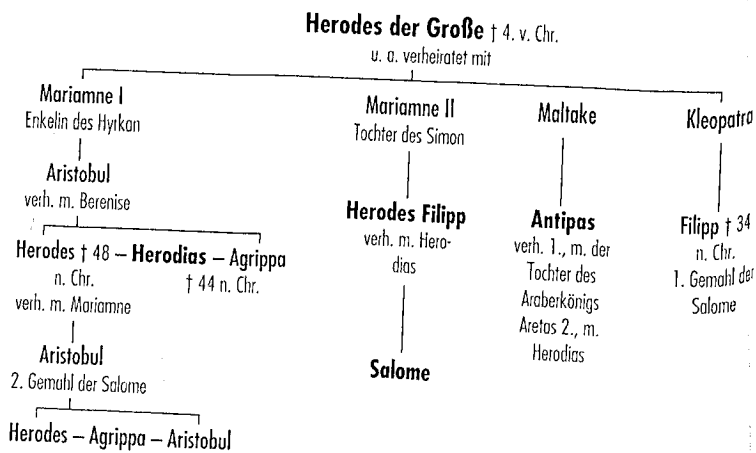 Herodes der Große † 4. v. Chr.
u. a. verheiratet mit
Mariamne I
Enkelin des Hyrkan
Aristobul
verh. m. Berenise
Herodes † 48 – Herodias – Agrippa
n. Chr.
† 44 n. Chr.
verh. m. Mariamne
Aristobul
2. Gemahl der Salome
Herodes – Agrippa – Aristobul
Mariamne II
Tochter des Simon
Herodes Filipp
verh. m. Hero-
dias
Salome
Maltake
Antipas
verh. 1., m. der
Tochter des
Araberkönigs
Aretas 2., m.
Herodias
Kleopatra
Filipp † 34
n. Chr.
1. Gemahl der
Salome